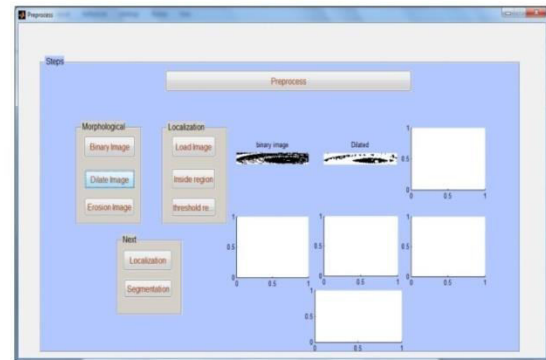 Preprocess
Steps
Preprocess
Morphological
Binary Image
Dilate Image
Erosion Image
Localization
Load Image
Inside region
threshold re...
Next
Localization
Segmentation
binary image
Dilated
1
0.5
0
0 0.5 1
1
0.5
0
0 0.5 1
1
0.5
0
0 0.5 1
1
0.5
0
0 0.5 1
1
0.5
0
0 0.5 1